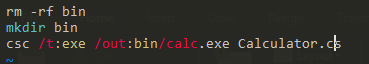 rm -rf bin
mkdir bin
csc /t:exe /out:bin/calc.exe Calculator.cs
~